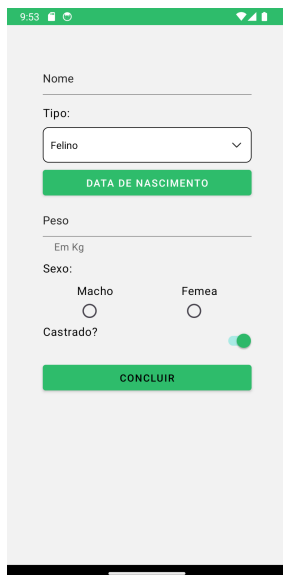 9:53
Nome
Tipo:
Felino
DATA DE NASCIMENTO
Peso
Em Kg
Sexo:
Macho Femea
Castrado?
CONCLUIR